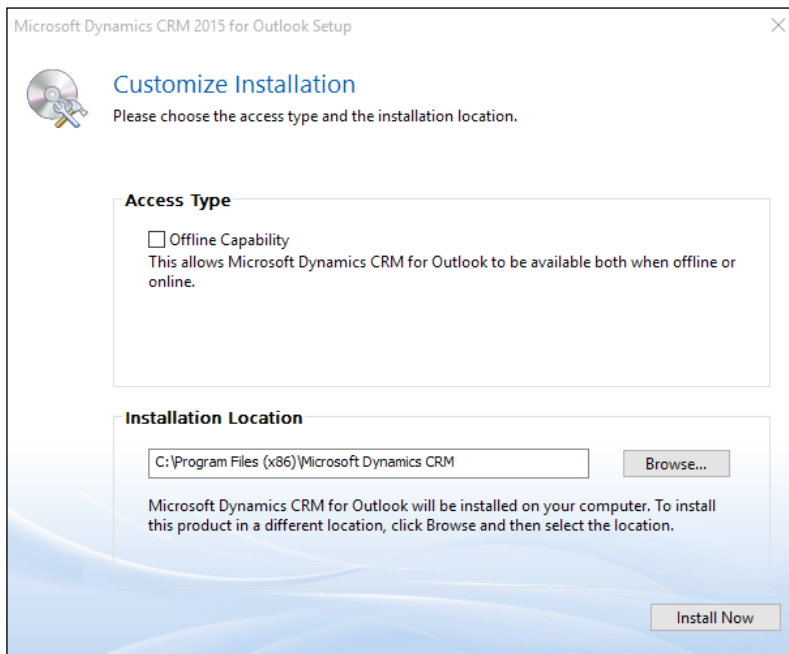 Microsoft Dynamics CRM 2015 for Outlook Setup
Customize Installation
Please choose the access type and the installation location.
Access Type
Offline Capability
This allows Microsoft Dynamics CRM for Outlook to be available both when offline or
online.
Installation Location
C:\Program Files (x86)\Microsoft Dynamics CRM
Browse...
Microsoft Dynamics CRM for Outlook will be installed on your computer. To install
this product in a different location, click Browse and then select the location.
Install Now